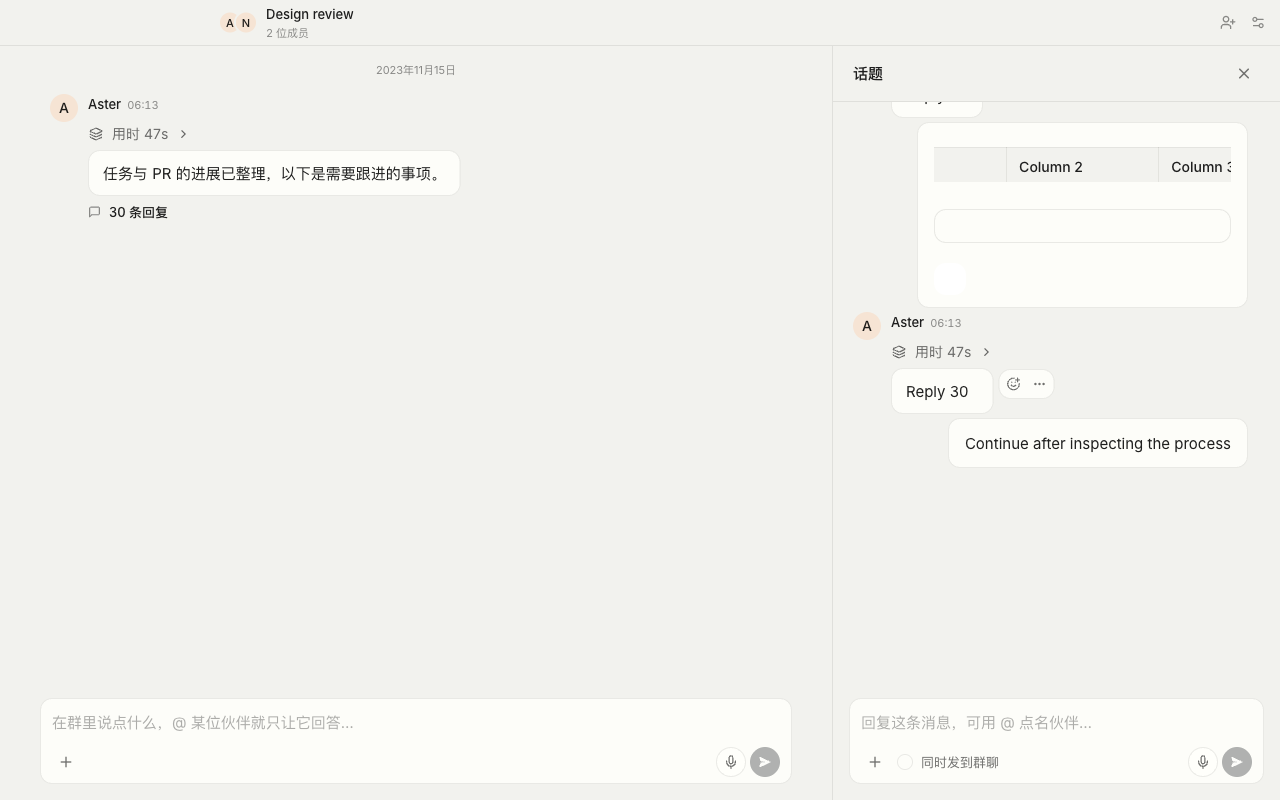 A N
Design review
2 位成员
2023年11月15日
A
Aster 06:13
用时 47s
任务与 PR 的进展已整理，以下是需要跟进的事项。
30 条回复
在群里说点什么，@ 某位伙伴就只让它回答...
话题
Column 2
Column 3
A
Aster 06:13
用时 47s
Reply 30
Continue after inspecting the process
回复这条消息，可用 @ 点名伙伴...
同时发到群聊